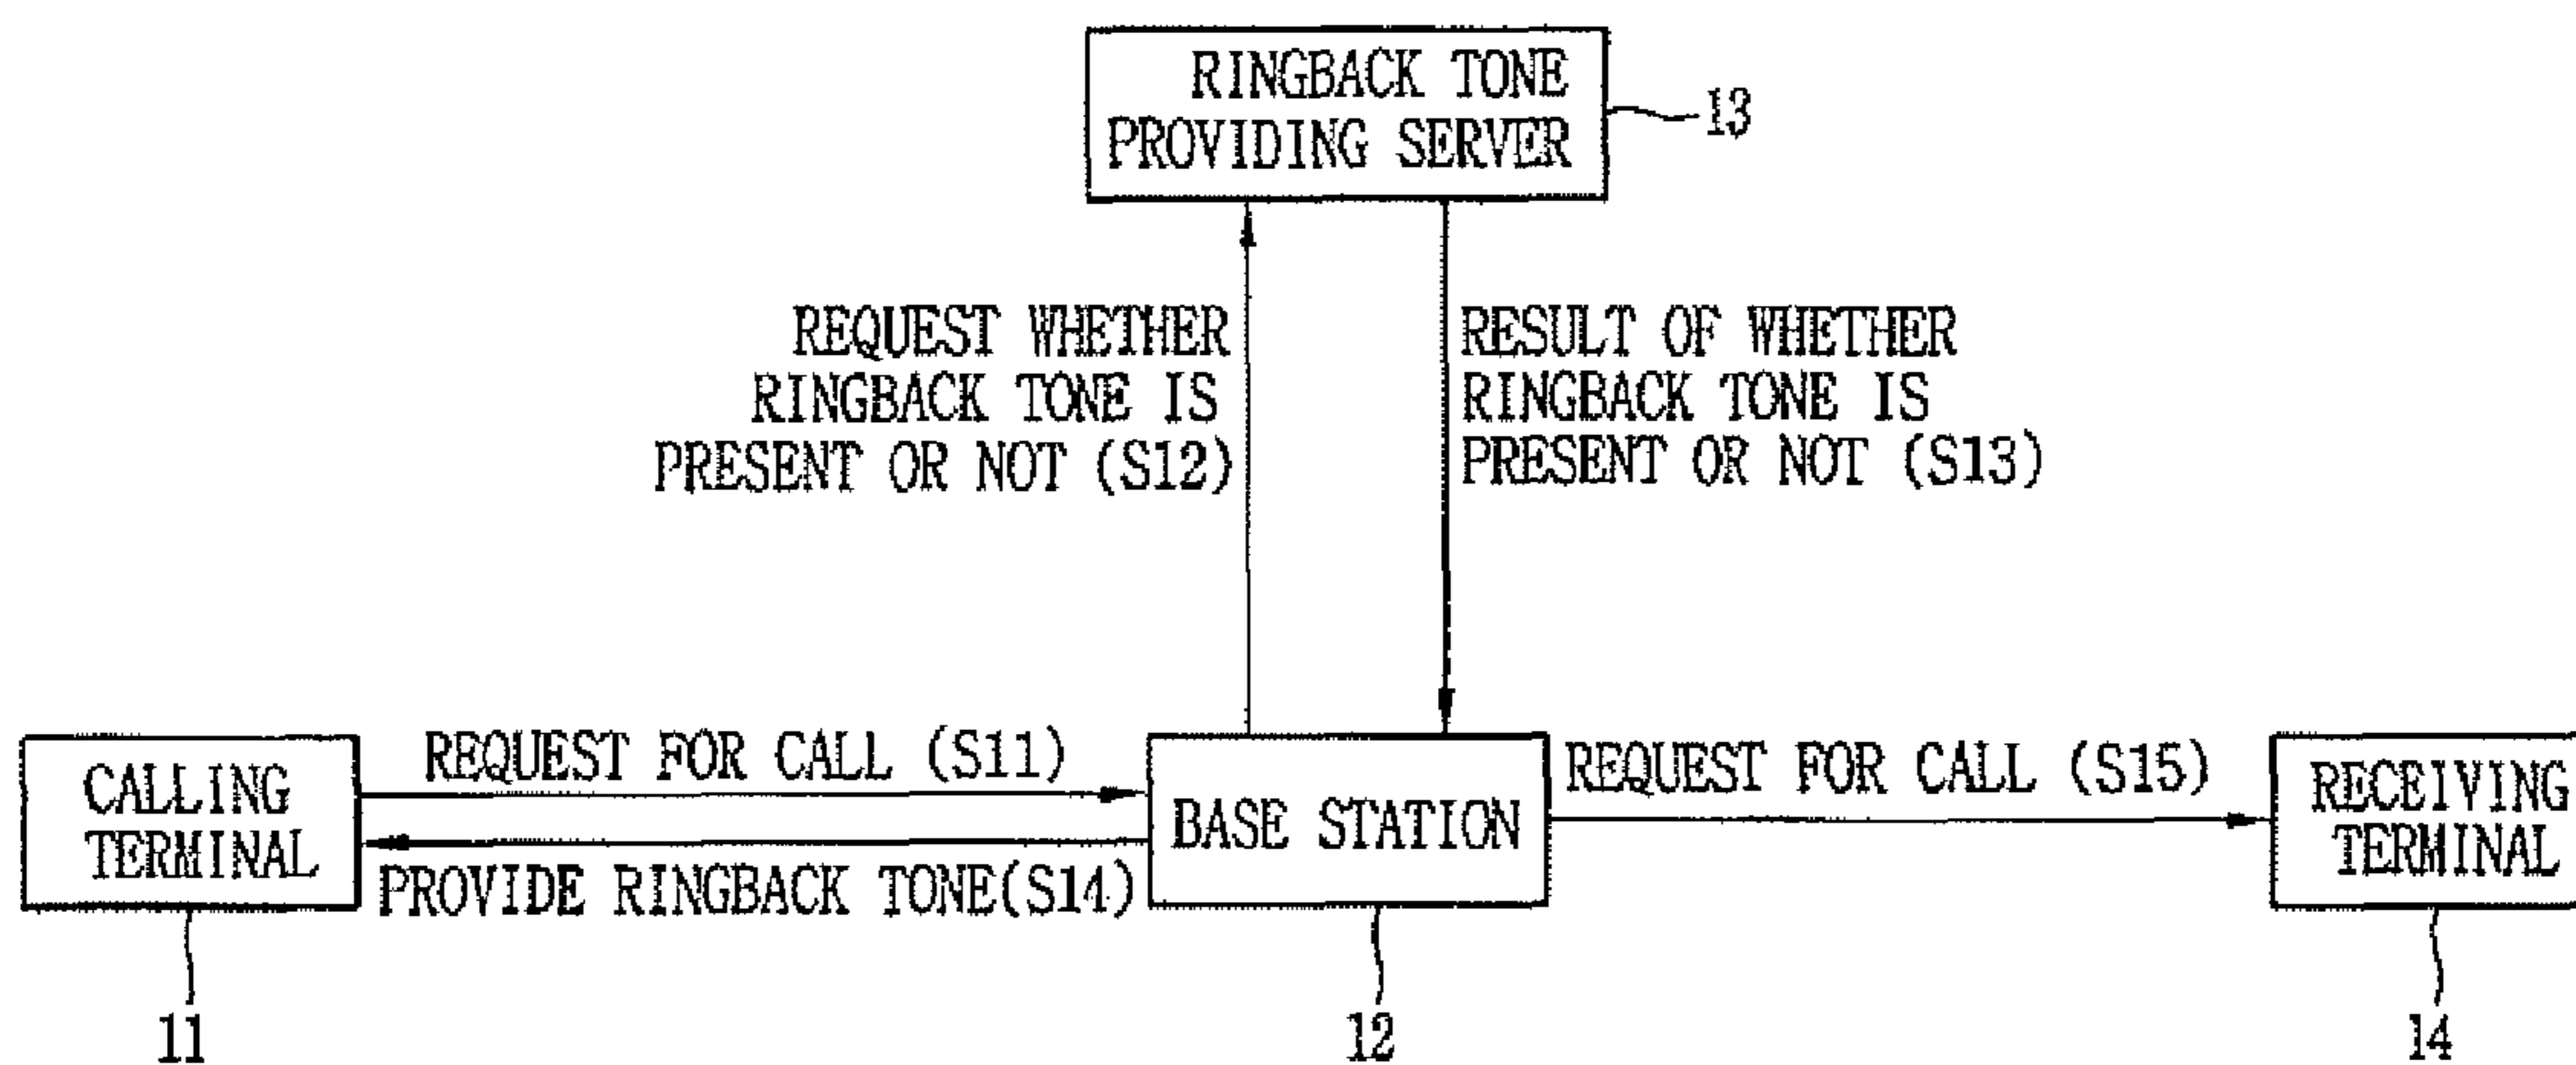 RINGBACK TONE
PROVIDING SERVER
13
REQUEST WHETHER
RINGBACK TONE IS
PRESENT OR NOT (S12)
RESULT OF WHETHER
RINGBACK TONE IS
PRESENT OR NOT (S13)
CALLING
TERMINAL
REQUEST FOR CALL (S11)
PROVIDE RINGBACK TONE(S14)
BASE STATION
REQUEST FOR CALL (S15)
RECEIVING
TERMINAL
11
12
14